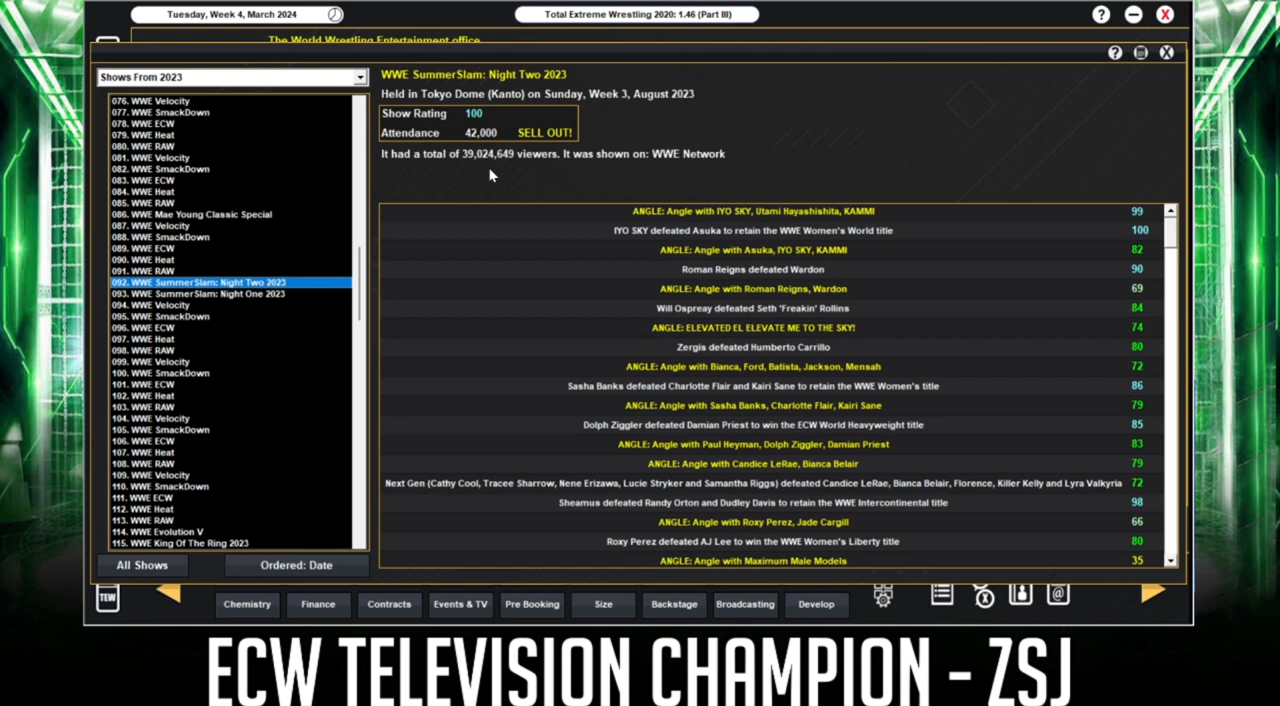 Tuesday, Week 4, March 2024
Total Extreme Wrestling 2020: 1.46 (Part III)
?
X
The World Wrestling Entertainment office
?
X
Shows From 2023
076. WWE Velocity
077. WWE SmackDown
078. WWE ECW
079. WWE Heat
080. WWE RAW
081. WWE Velocity
082. WWE SmackDown
083. WWE ECW
084. WWE Heat
085. WWE RAW
086. WWE Mae Young Classic Special
087. WWE Velocity
088. WWE SmackDown
089. WWE ECW
090. WWE Heat
091. WWE RAW
092. WWE SummerSlam: Night Two 2023
093. WWE SummerSlam: Night One 2023
094. WWE Velocity
095. WWE SmackDown
096. WWE ECW
097. WWE Heat
098. WWE RAW
099. WWE Velocity
100. WWE SmackDown
101. WWE ECW
102. WWE Heat
103. WWE RAW
104. WWE Velocity
105. WWE SmackDown
106. WWE ECW
107. WWE Heat
108. WWE RAW
109. WWE Velocity
110. WWE SmackDown
111. WWE ECW
112. WWE Heat
113. WWE RAW
114. WWE Evolution V
115. WWE King Of The Ring 2023
All Shows
Ordered: Date
WWE SummerSlam: Night Two 2023
Held in Tokyo Dome (Kanto) on Sunday, Week 3, August 2023
Show Rating 100
Attendance 42,000 SELL OUT!
It had a total of 39,024,649 viewers. It was shown on: WWE Network
ANGLE: Angle with IYO SKY, Utami Hayashishita, KAMMI 99
IYO SKY defeated Asuka to retain the WWE Women's World title 100
ANGLE: Angle with Asuka, IYO SKY, KAMMI 82
Roman Reigns defeated Wardon 90
ANGLE: Angle with Roman Reigns, Wardon 69
Will Ospreay defeated Seth 'Freakin' Rollins 84
ANGLE: ELEVATED EL ELEVATE ME TO THE SKY! 74
Zergis defeated Humberto Carrillo 80
ANGLE: Angle with Bianca, Ford, Batista, Jackson, Mensah 72
Sasha Banks defeated Charlotte Flair and Kairi Sane to retain the WWE Women's title 86
ANGLE: Angle with Sasha Banks, Charlotte Flair, Kairi Sane 79
Dolph Ziggler defeated Damian Priest to win the ECW World Heavyweight title 85
ANGLE: Angle with Paul Heyman, Dolph Ziggler, Damian Priest 83
ANGLE: Angle with Candice LeRae, Bianca Belair 79
Next Gen (Cathy Cool, Tracee Sharrow, Nene Erizawa, Lucie Stryker and Samantha Riggs) defeated Candice LeRae, Bianca Belair, Florence, Killer Kelly and Lyra Valkyria 72
Sheamus defeated Randy Orton and Dudley Davis to retain the WWE Intercontinental title 98
ANGLE: Angle with Roxy Perez, Jade Cargill 66
Roxy Perez defeated AJ Lee to win the WWE Women's Liberty title 80
ANGLE: Angle with Maximum Male Models 35
TEW
Chemistry
Finance
Contracts
Events & TV
Pre Booking
Size
Backstage
Broadcasting
Develop
@
ECW TELEVISION CHAMPION - ZSJ